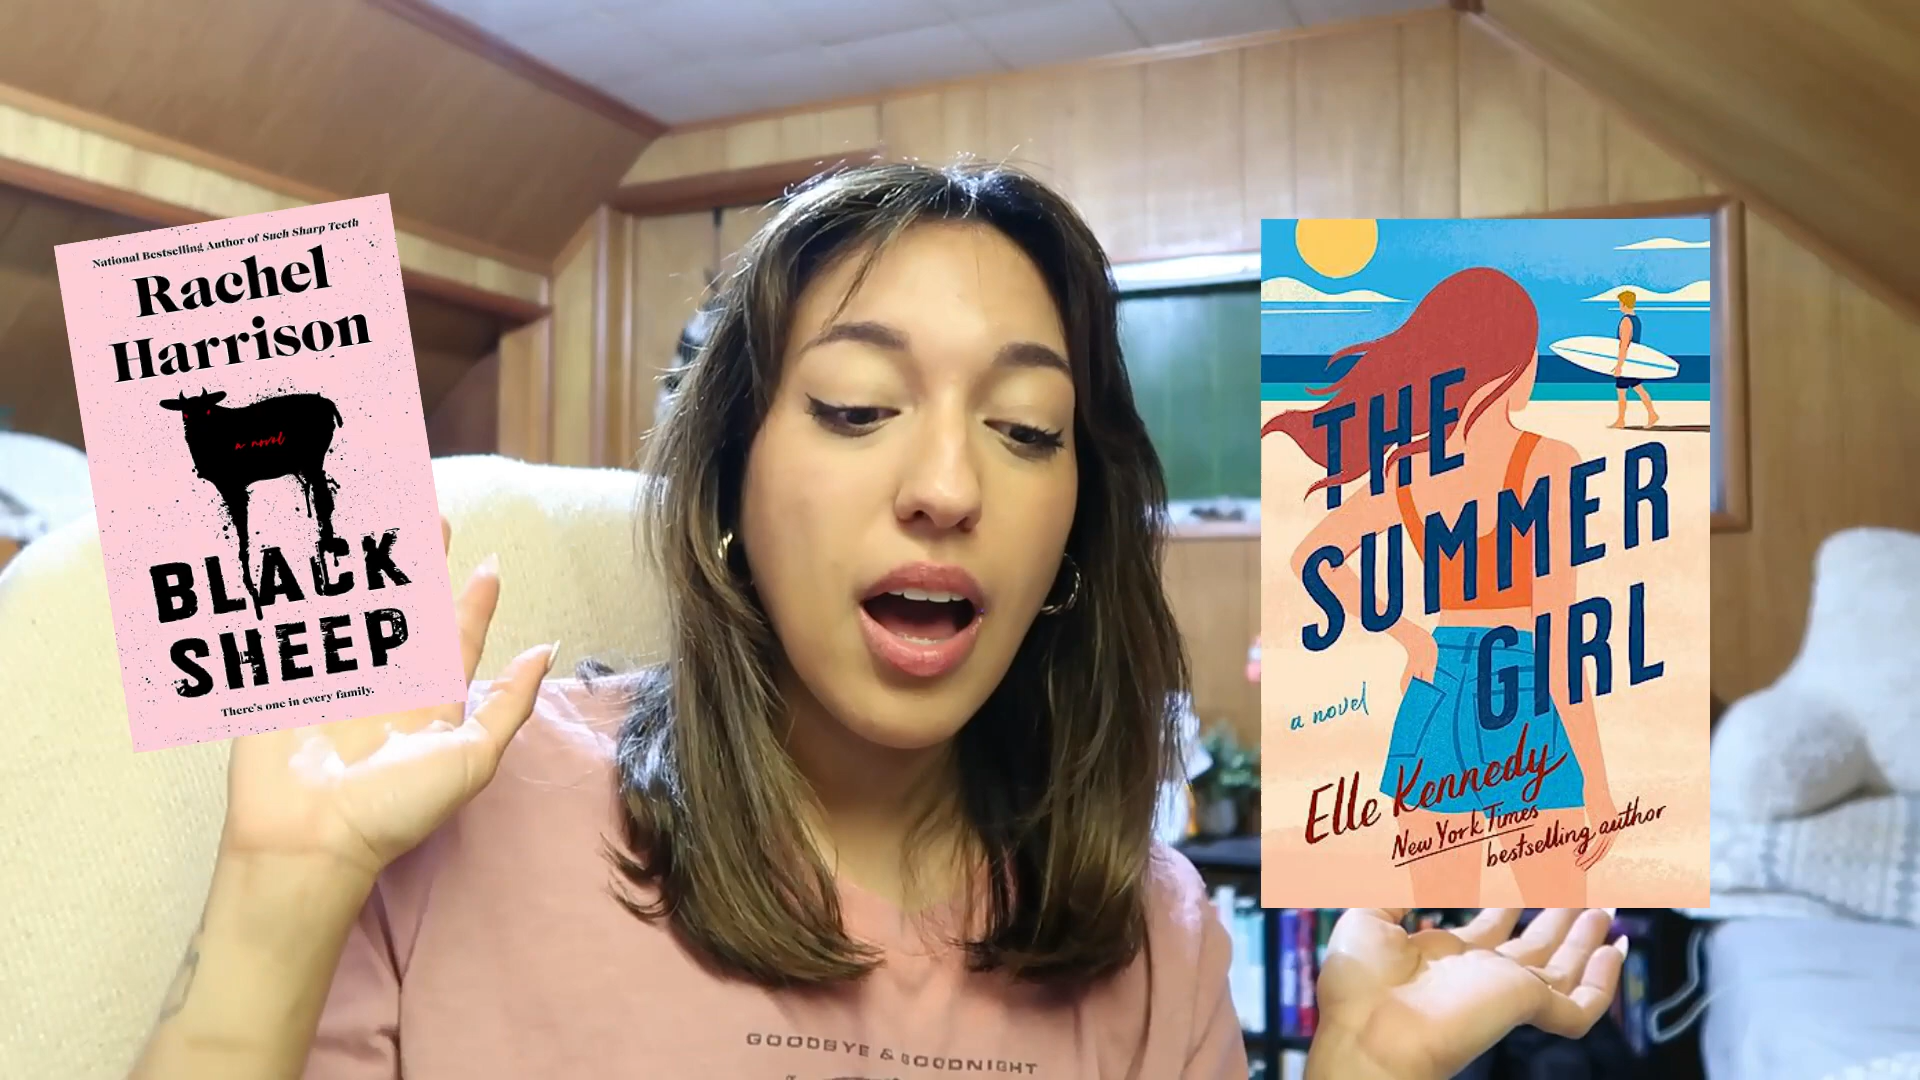 National Bestselling Author of Such Sharp Teeth
Rachel
Harrison
a novel
BLACK
SHEEP
There's one in every family.
THE
SUMMER
GIRL
a novel
Elle Kennedy
New York Times
bestselling author
GOODBYE & GOODNIGHT